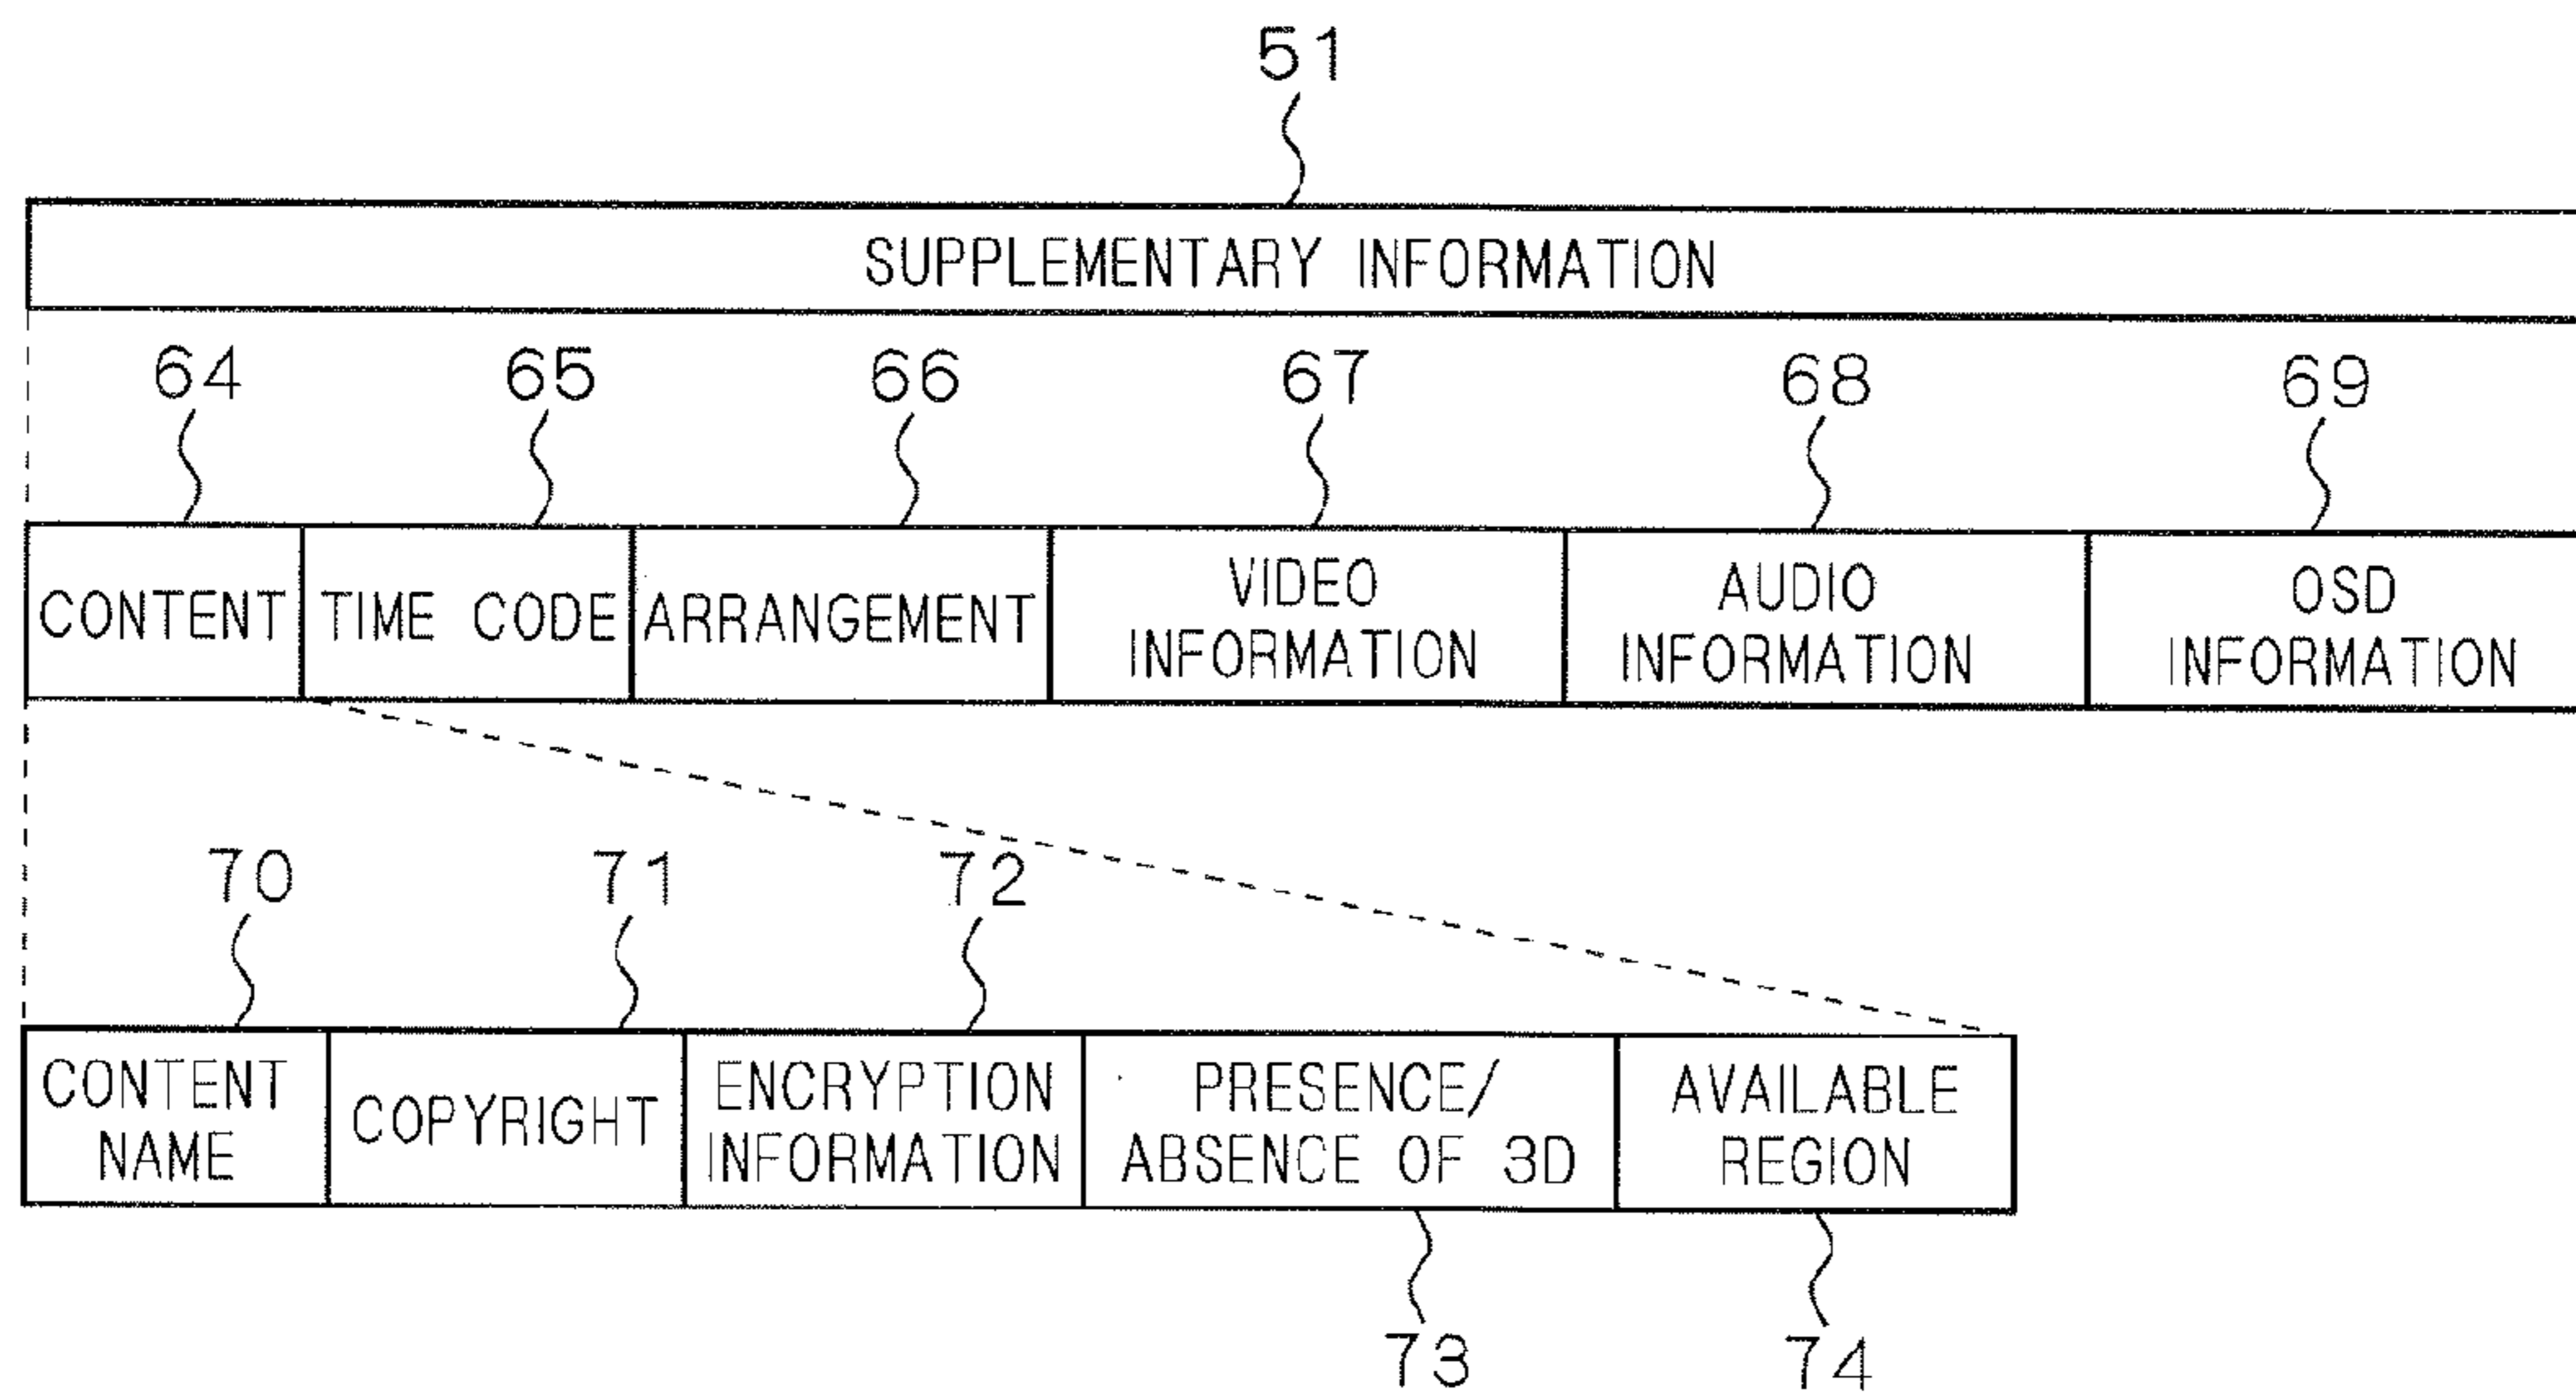 51
SUPPLEMENTARY INFORMATION
64 65 66 67 68 69
CONTENT
TIME CODE
ARRANGEMENT
VIDEO
INFORMATION
AUDIO
INFORMATION
OSD
INFORMATION
70 71 72
CONTENT
NAME
COPYRIGHT
ENCRYPTION
INFORMATION
PRESENCE/
ABSENCE OF 3D
AVAILABLE
REGION
73 74